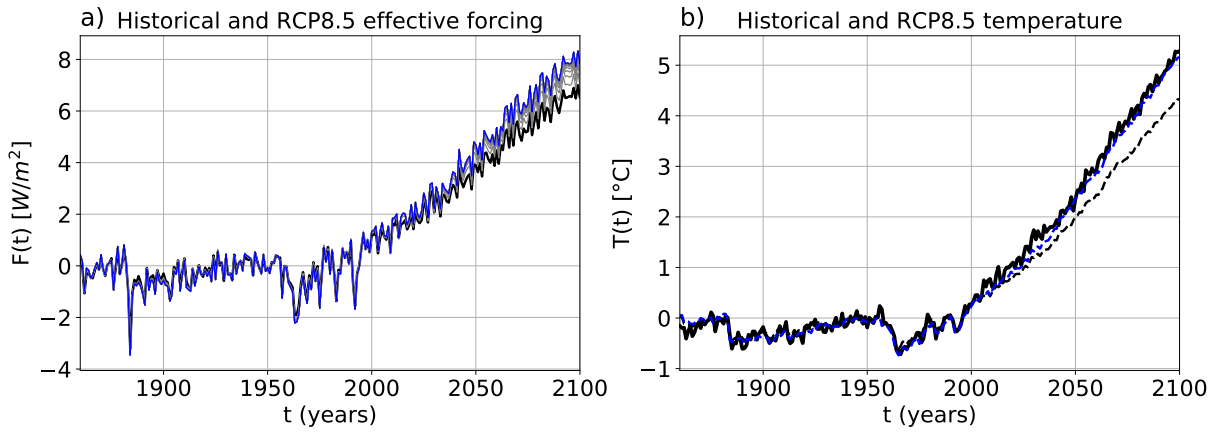 a) Historical and RCP8.5 effective forcing
F(t) [W/m²]
8
6
4
2
0
−2
−4
1900 1950 2000 2050 2100
t (years)
b) Historical and RCP8.5 temperature
T(t) [°C]
5
4
3
2
1
0
−1
1900 1950 2000 2050 2100
t (years)